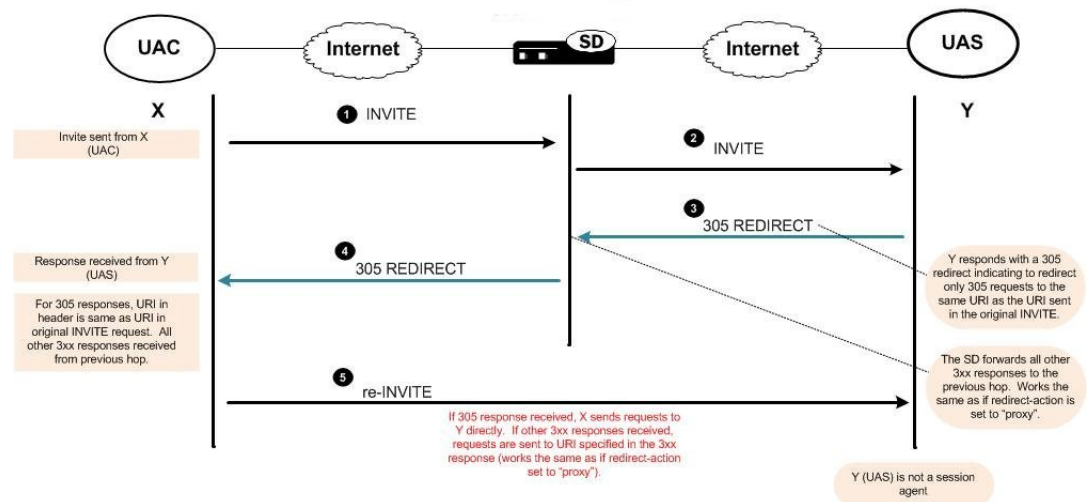 UAC
Internet
SD
Internet
UAS
X
Y
1 INVITE
Invite sent from X
(UAC)
2 INVITE
3
305 REDIRECT
4
305 REDIRECT
Response received from Y
(UAS)
Y responds with a 305
redirect indicating to redirect
only 305 requests to the
same URI as the URI sent
in the original INVITE.
For 305 responses, URI in
header is same as URI in
original INVITE request. All
other 3xx responses received
from previous hop.
The SD forwards all other
3xx responses to the
previous hop. Works the
same as if redirect-action is
set to “proxy”.
5
re-INVITE
If 305 response received, X sends requests to
Y directly. If other 3xx responses received,
requests are sent to URI specified in the 3xx
response (works the same as if redirect-action
set to “proxy”).
Y (UAS) is not a session
agent